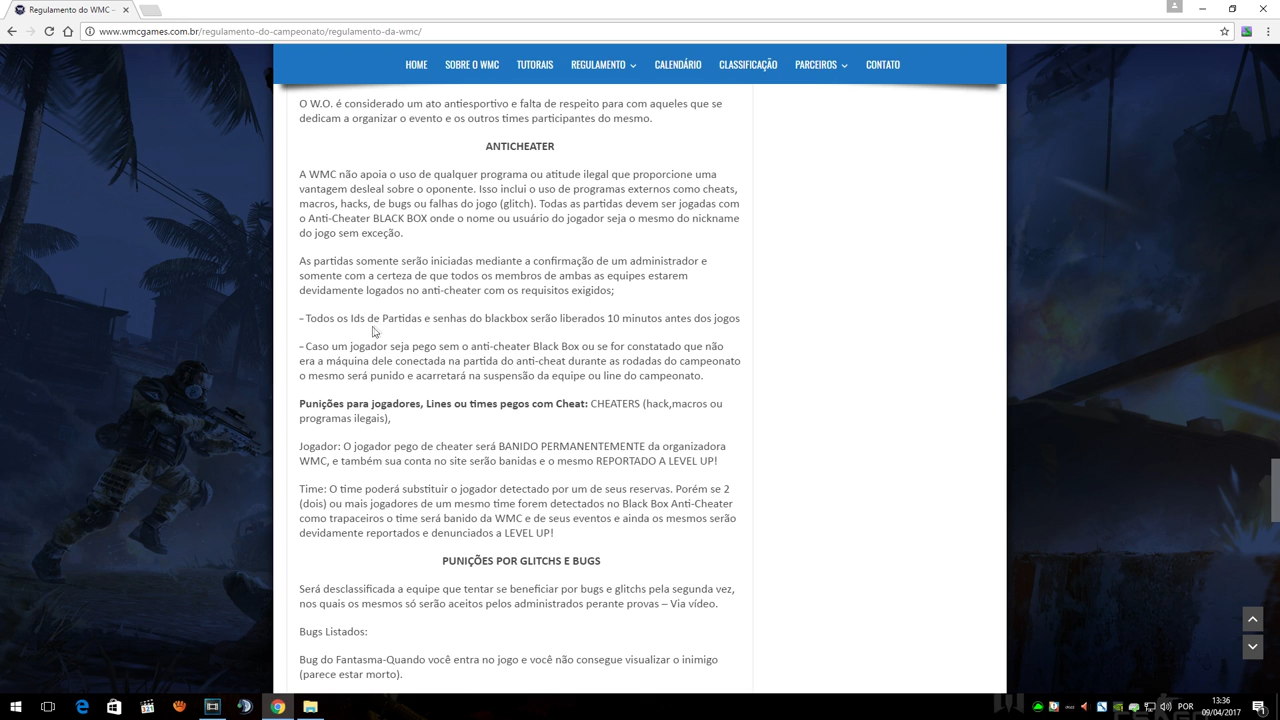 Regulamento do WMC -
www.wmcgames.com.br/regulamento-do-campeonato/regulamento-da-wmc/
HOME SOBRE O WMC TUTORAIS REGULAMENTO CALENDÁRIO CLASSIFICAÇÃO PARCEIROS CONTATO
O W.O. é considerado um ato antiesportivo e falta de respeito para com aqueles que se
dedicam a organizar o evento e os outros times participantes do mesmo.
ANTICHEATER
A WMC não apoia o uso de qualquer programa ou atitude ilegal que proporcione uma
vantagem desleal sobre o oponente. Isso inclui o uso de programas externos como cheats,
macros, hacks, de bugs ou falhas do jogo (glitch). Todas as partidas devem ser jogadas com
o Anti-Cheater BLACK BOX onde o nome ou usuário do jogador seja o mesmo do nickname
do jogo sem exceção.
As partidas somente serão iniciadas mediante a confirmação de um administrador e
somente com a certeza de que todos os membros de ambas as equipes estarem
devidamente logados no anti-cheater com os requisitos exigidos;
– Todos os Ids de Partidas e senhas do blackbox serão liberados 10 minutos antes dos jogos
– Caso um jogador seja pego sem o anti-cheater Black Box ou se for constatado que não
era a máquina dele conectada na partida do anti-cheat durante as rodadas do campeonato
o mesmo será punido e acarretará na suspensão da equipe ou line do campeonato.
Punições para jogadores, Lines ou times pegos com Cheat: CHEATERS (hack,macros ou
programas ilegais),
Jogador: O jogador pego de cheater será BANIDO PERMANENTEMENTE da organizadora
WMC, e também sua conta no site serão banidas e o mesmo REPORTADO A LEVEL UP!
Time: O time poderá substituir o jogador detectado por um de seus reservas. Porém se 2
(dois) ou mais jogadores de um mesmo time forem detectados no Black Box Anti-Cheater
como trapaceiros o time será banido da WMC e de seus eventos e ainda os mesmos serão
devidamente reportados e denunciados a LEVEL UP!
PUNIÇÕES POR GLITCHS E BUGS
Será desclassificada a equipe que tentar se beneficiar por bugs e glitchs pela segunda vez,
nos quais os mesmos só serão aceitos pelos administrados perante provas – Via vídeo.
Bugs Listados:
Bug do Fantasma-Quando você entra no jogo e você não consegue visualizar o inimigo
(parece estar morto).
POR
13:36
09/04/2017